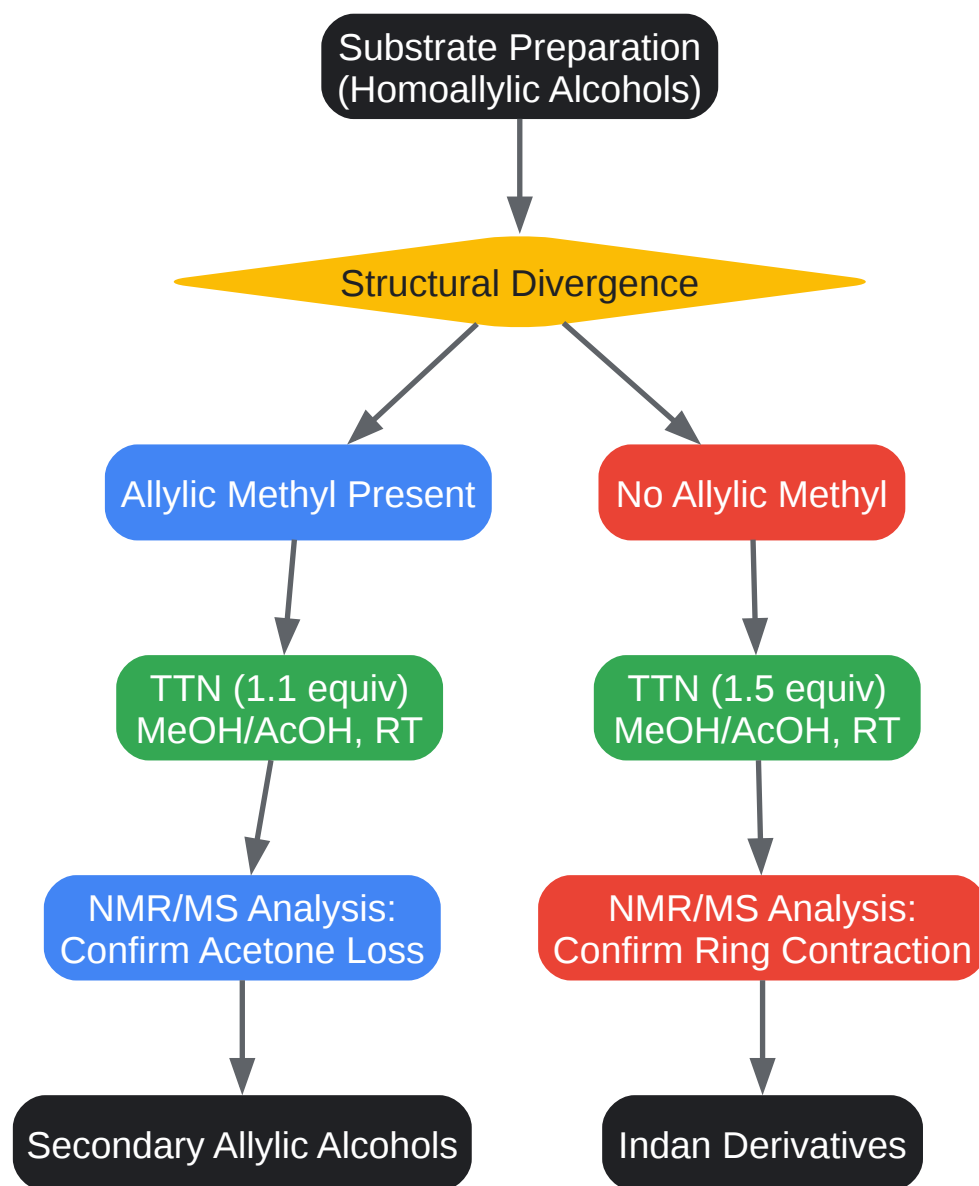 Substrate Preparation
(Homoallylic Alcohols)
Structural Divergence
Allylic Methyl Present
No Allylic Methyl
TTN (1.1 equiv)
MeOH/AcOH, RT
TTN (1.5 equiv)
MeOH/AcOH, RT
NMR/MS Analysis:
Confirm Acetone Loss
NMR/MS Analysis:
Confirm Ring Contraction
Secondary Allylic Alcohols
Indan Derivatives